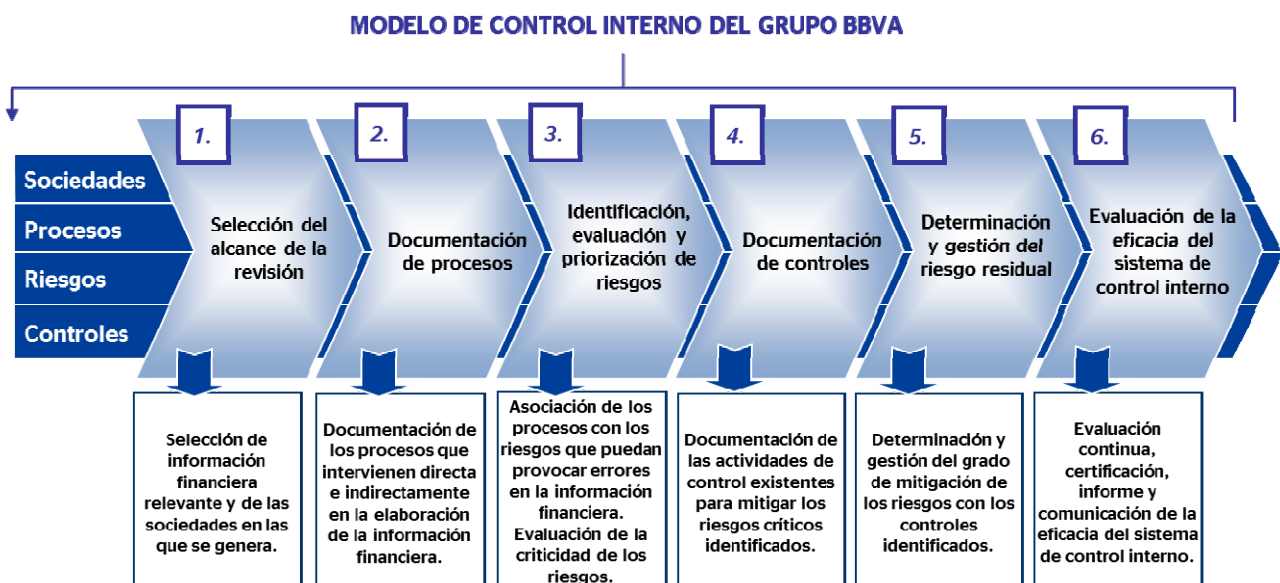 MODELO DE CONTROL INTERNO DEL GRUPO BBVA
Sociedades
Procesos
Riesgos
Controles
1.
Selección del
alcance de la
revisión
2.
Documentación
de procesos
3.
Identificación,
evaluación y
priorización de
riesgos
4.
Documentación
de controles
5.
Determinación
y gestión del
riesgo residual
6.
Evaluación de la
eficacia del
sistema de
control interno
Selección de
información
financiera
relevante y de las
sociedades en las
que se genera.
Documentación de
los procesos que
intervienen directa
e indirectamente
en la elaboración
de la información
financiera.
Asociación de los
procesos con los
riesgos que puedan
provocar errores
en la información
financiera.
Evaluación de la
criticidad de los
riesgos.
Documentación de
las actividades de
control existentes
para mitigar los
riesgos críticos
identificados.
Determinación y
gestión del grado
de mitigación de
los riesgos con los
controles
identificados.
Evaluación
continua,
certificación,
informe y
comunicación de la
eficacia del sistema
de control interno.